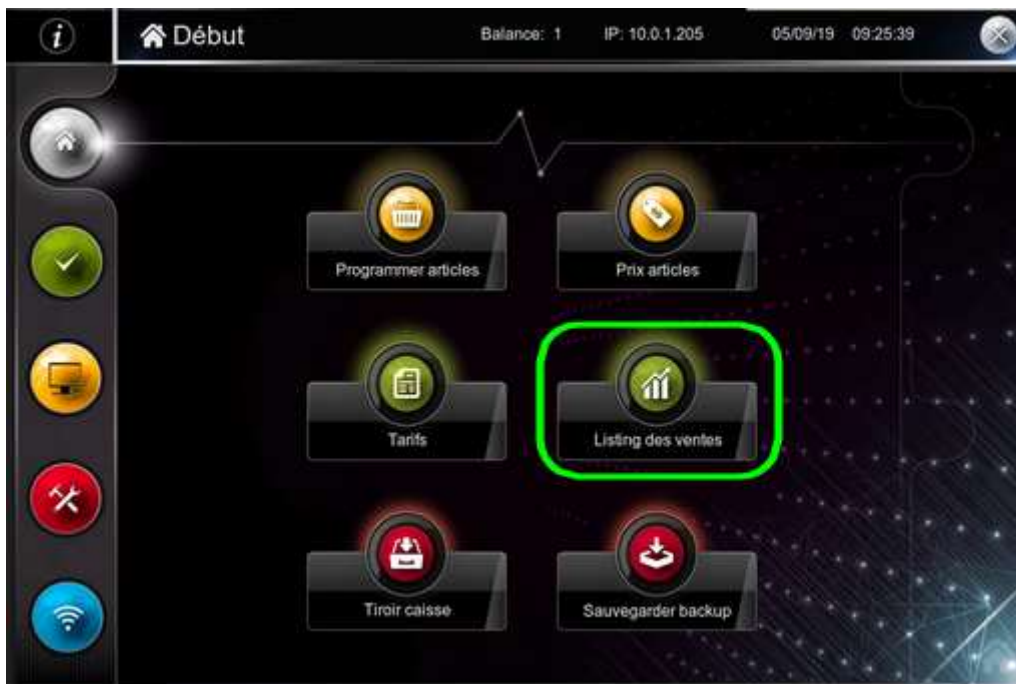 i
Début
Balance: 1
IP: 10.0.1.205
05/09/19
09:25:39
Programmer articles
Prix articles
Tarifs
Listing des ventes
Tiroir caisse
Sauvegarder backup